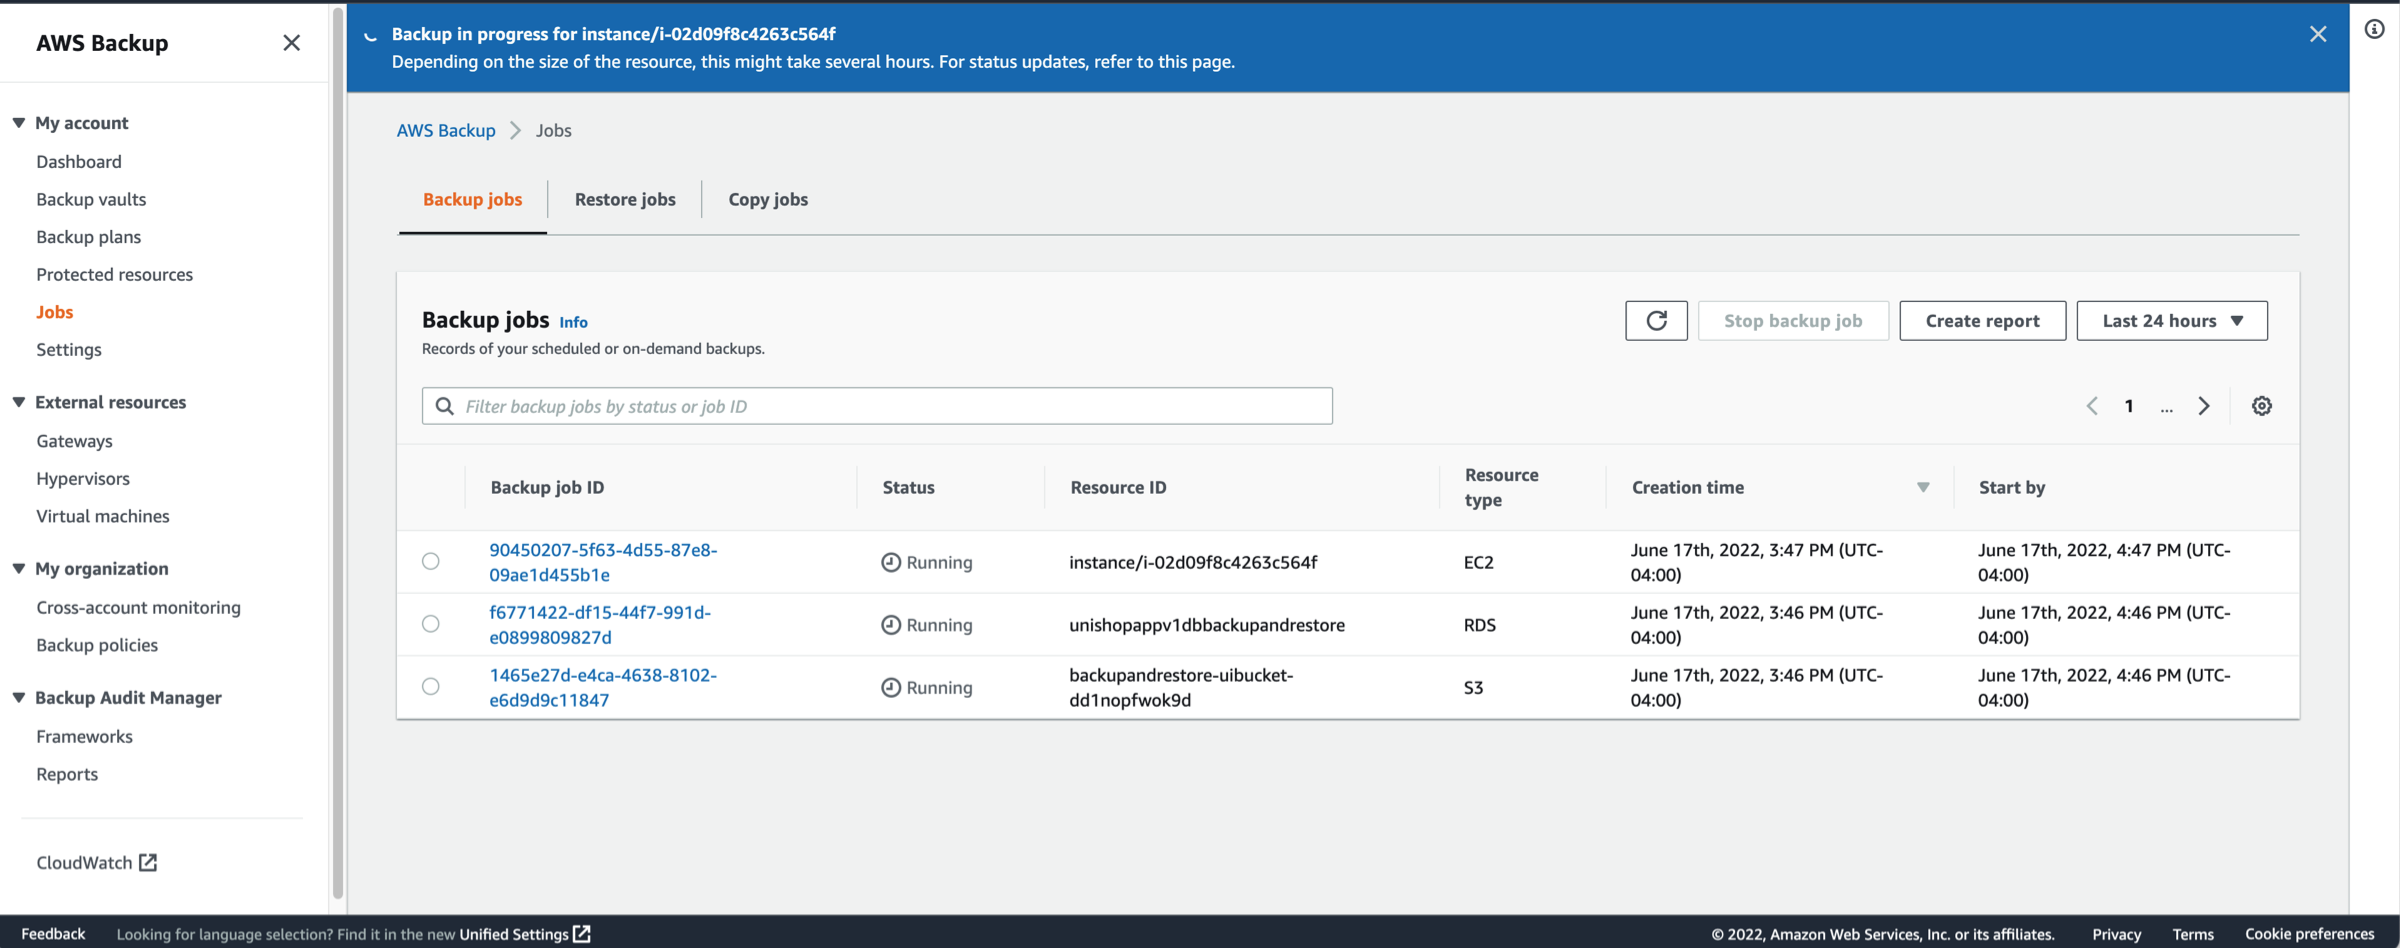 AWS Backup
My account
Dashboard
Backup vaults
Backup plans
Protected resources
Jobs
Settings
External resources
Gateways
Hypervisors
Virtual machines
My organization
Cross-account monitoring
Backup policies
Backup Audit Manager
Frameworks
Reports
CloudWatch
Backup in progress for instance/i-02d09f8c4263c564f
Depending on the size of the resource, this might take several hours. For status updates, refer to this page.
AWS Backup > Jobs
Backup jobs
Restore jobs
Copy jobs
Backup jobs Info
Records of your scheduled or on-demand backups.
Stop backup job
Create report
Last 24 hours
Filter backup jobs by status or job ID
1 ...
Backup job ID
Status
Resource ID
Resource
type
Creation time
Start by
90450207-5f63-4d55-87e8-
09ae1d455b1e
Running
instance/i-02d09f8c4263c564f
EC2
June 17th, 2022, 3:47 PM (UTC-
04:00)
June 17th, 2022, 4:47 PM (UTC-
04:00)
f6771422-df15-44f7-991d-
e0899809827d
Running
unishopappv1dbbackupandrestore
RDS
June 17th, 2022, 3:46 PM (UTC-
04:00)
June 17th, 2022, 4:46 PM (UTC-
04:00)
1465e27d-e4ca-4638-8102-
e6d9d9c11847
Running
backupandrestore-uibucket-
dd1nopfwok9d
S3
June 17th, 2022, 3:46 PM (UTC-
04:00)
June 17th, 2022, 4:46 PM (UTC-
04:00)
Feedback
Looking for language selection? Find it in the new Unified Settings
© 2022, Amazon Web Services, Inc. or its affiliates.
Privacy
Terms
Cookie preferences